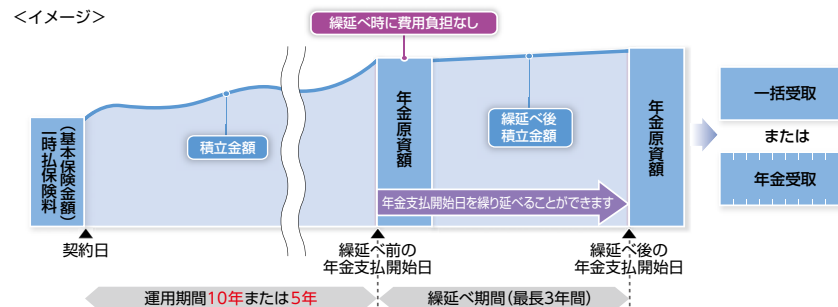 ＜イメージ＞
繰延べ時に費用負担なし
一時払保険料
（基本保険金額）
積立金額
年金原資額
繰延べ後
積立金額
年金原資額
年金支払開始日を繰り延べることができます
一括受取
または
年金受取
契約日
繰延べ前の
年金支払開始日
繰延べ後の
年金支払開始日
運用期間10年または5年
繰延べ期間（最長3年間）